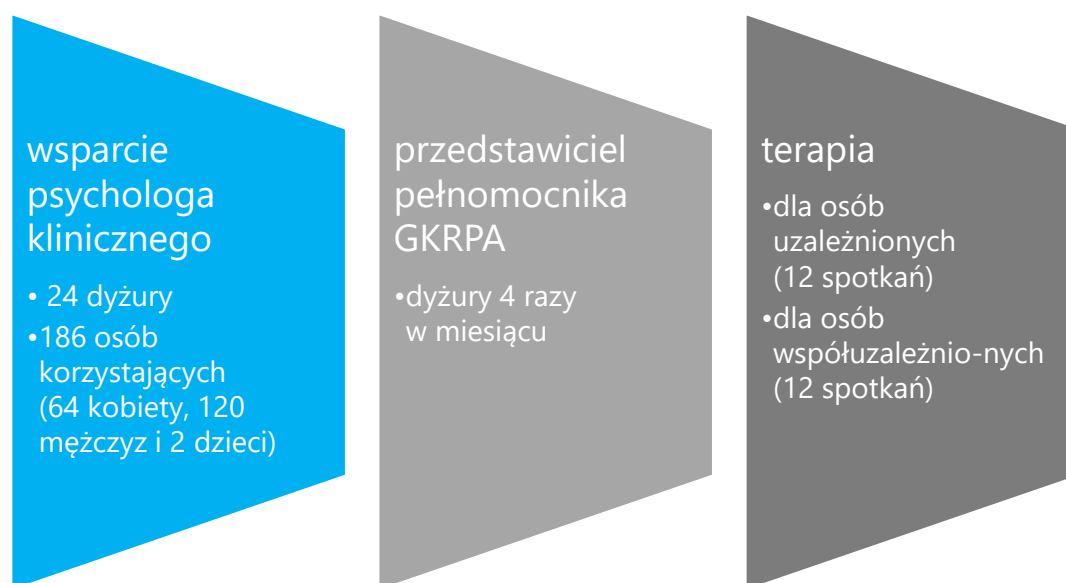 wsparcie
psychologa
klinicznego
• 24 dyżury
•186 osób
korzystających
(64 kobiety, 120
mężczyz i 2 dzieci)
przedstawiciel
pełnomocnika
GKRPA
•dyżury 4 razy
w miesiącu
terapia
•dla osób
uzależnionych
(12 spotkań)
•dla osób
współuzależnio-nych
(12 spotkań)